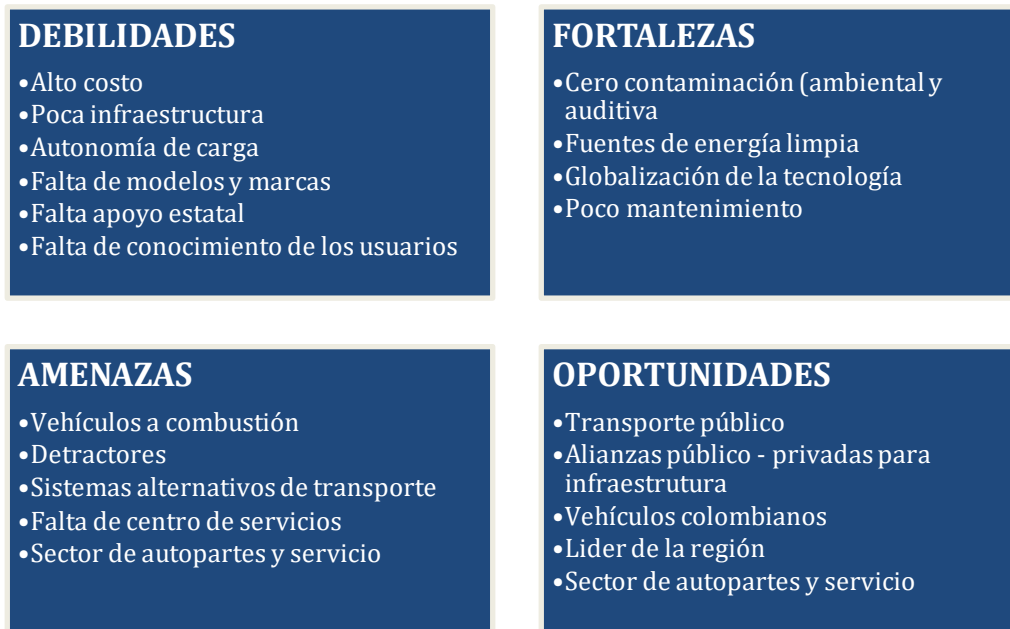 DEBILIDADES
•Alto costo
•Poca infraestructura
•Autonomía de carga
•Falta de modelos y marcas
•Falta apoyo estatal
•Falta de conocimiento de los usuarios
FORTALEZAS
•Cero contaminación (ambiental y
auditiva
•Fuentes de energía limpia
•Globalización de la tecnología
•Poco mantenimiento
AMENAZAS
•Vehículos a combustión
•Detractores
•Sistemas alternativos de transporte
•Falta de centro de servicios
•Sector de autopartes y servicio
OPORTUNIDADES
•Transporte público
•Alianzas público - privadas para
infraestrutura
•Vehículos colombianos
•Lider de la región
•Sector de autopartes y servicio